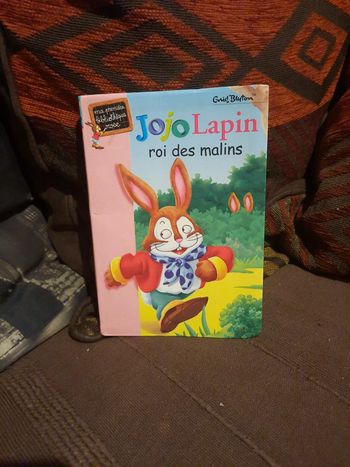 ma première
bibliothèque
rose
Enid Blyton
Jojo Lapin
roi des malins